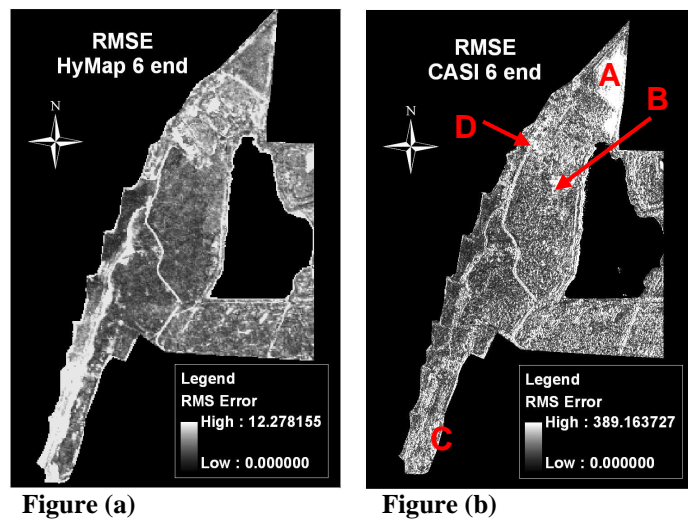 RMSE
HyMap 6 end
N
Legend
RMS Error
High : 12.278155
Low : 0.000000
Figure (a)
RMSE
CASI 6 end
A
B
D
N
C
Legend
RMS Error
High : 389.163727
Low : 0.000000
Figure (b)